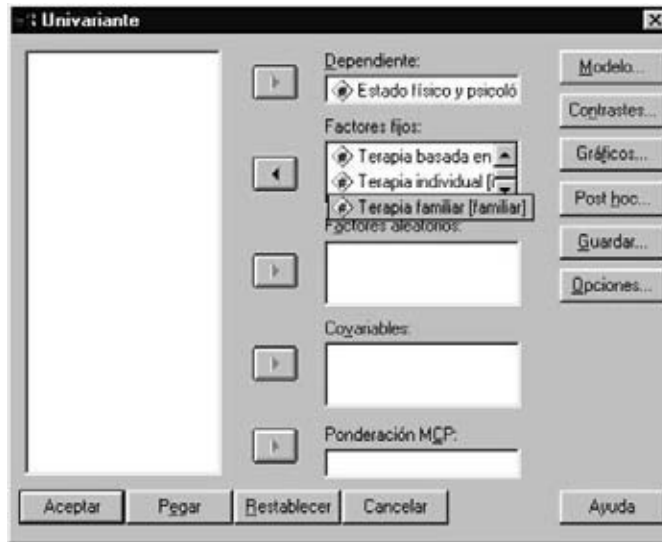 Univariante
Dependiente:
Estado físico y psicoló
Factores fijos:
Terapia basada en
Terapia individual [i
Terapia familiar [familiar]
Factores aleatorios:
Covariables:
Ponderación MCP:
Modelo...
Contrastes...
Gráficos...
Post hoc...
Guardar...
Opciones...
Aceptar
Pegar
Restablecer
Cancelar
Ayuda